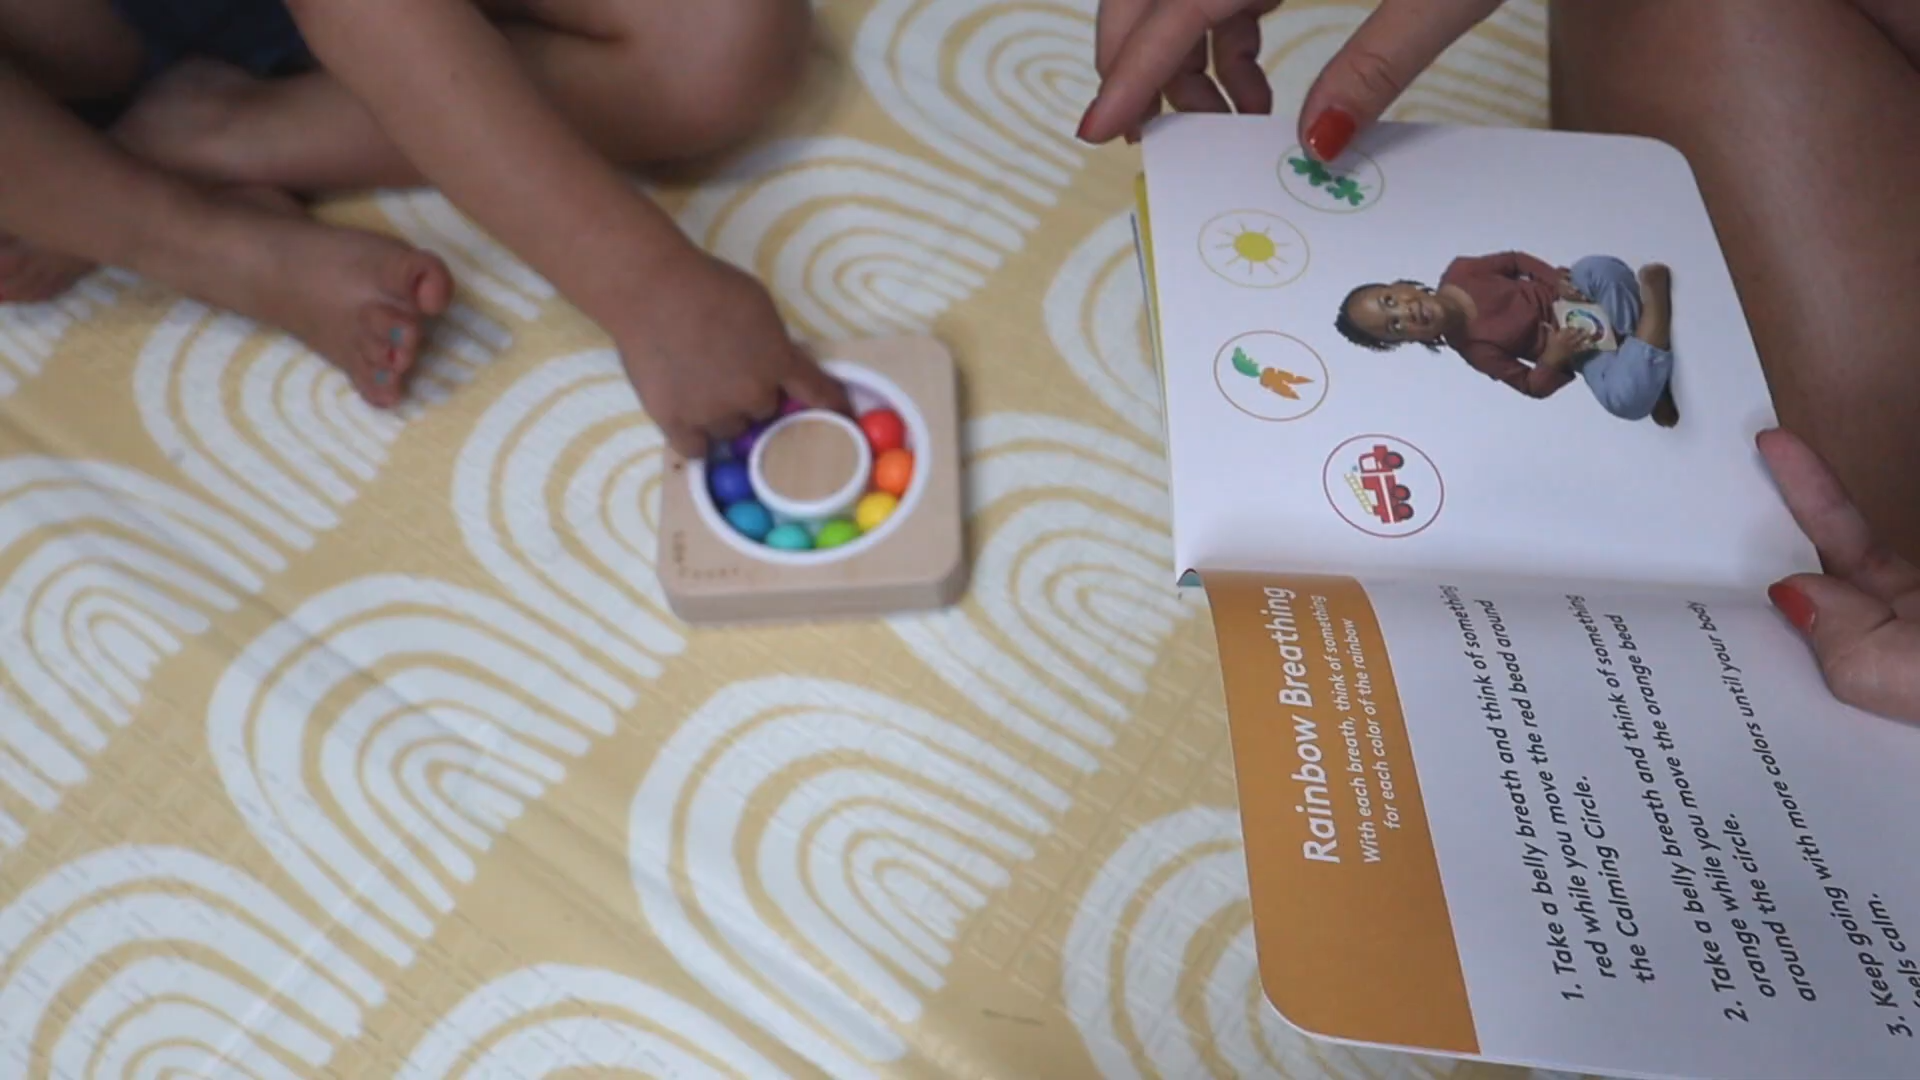 Rainbow Breathing
With each breath, think of something
for each color of the rainbow
1. Take a belly breath and think of something
red while you move the red bead around
the Calming Circle.
2. Take a belly breath and think of something
orange while you move the orange bead
around the circle.
3. Keep going with more colors until your body
feels calm.